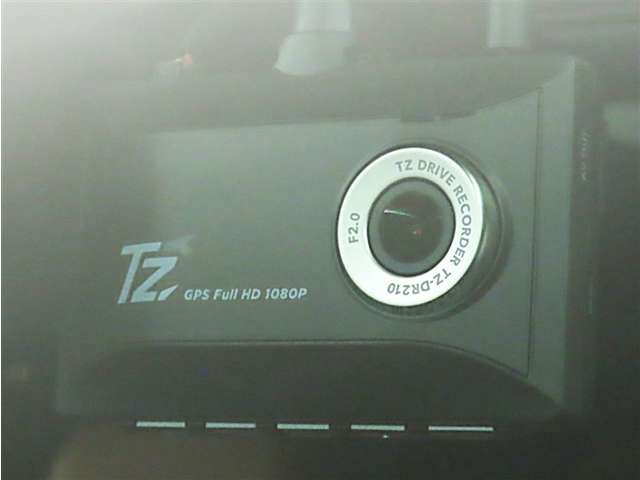 TZ DRIVE RECORDER TZ-DR210
F2.0
TZ.
GPS Full HD 1080P